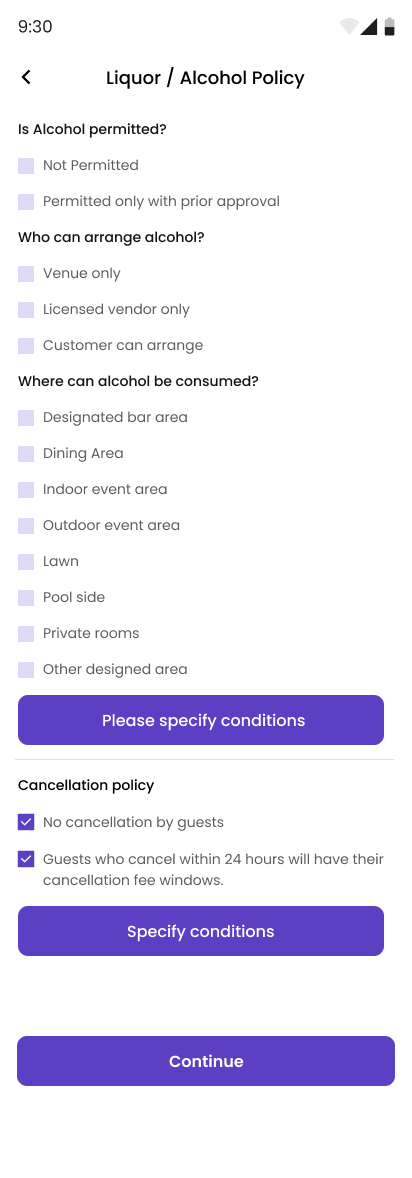 9:30
Liquor / Alcohol Policy
Is Alcohol permitted?
Not Permitted
Permitted only with prior approval
Who can arrange alcohol?
Venue only
Licensed vendor only
Customer can arrange
Where can alcohol be consumed?
Designated bar area
Dining Area
Indoor event area
Outdoor event area
Lawn
Pool side
Private rooms
Other designed area
Please specify conditions
Cancellation policy
No cancellation by guests
Guests who cancel within 24 hours will have their
cancellation fee windows.
Specify conditions
Continue